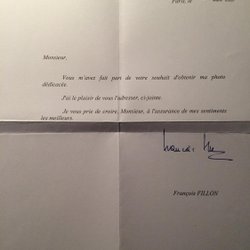 Paris, le
Monsieur,
Vous m'avez fait part de votre souhait d'obtenir ma photo
dédicacée.
J'ai le plaisir de vous l'adresser, ci-jointe.
Je vous prie de croire, Monsieur, à l'assurance de mes sentiments
les meilleurs.
François FILLON